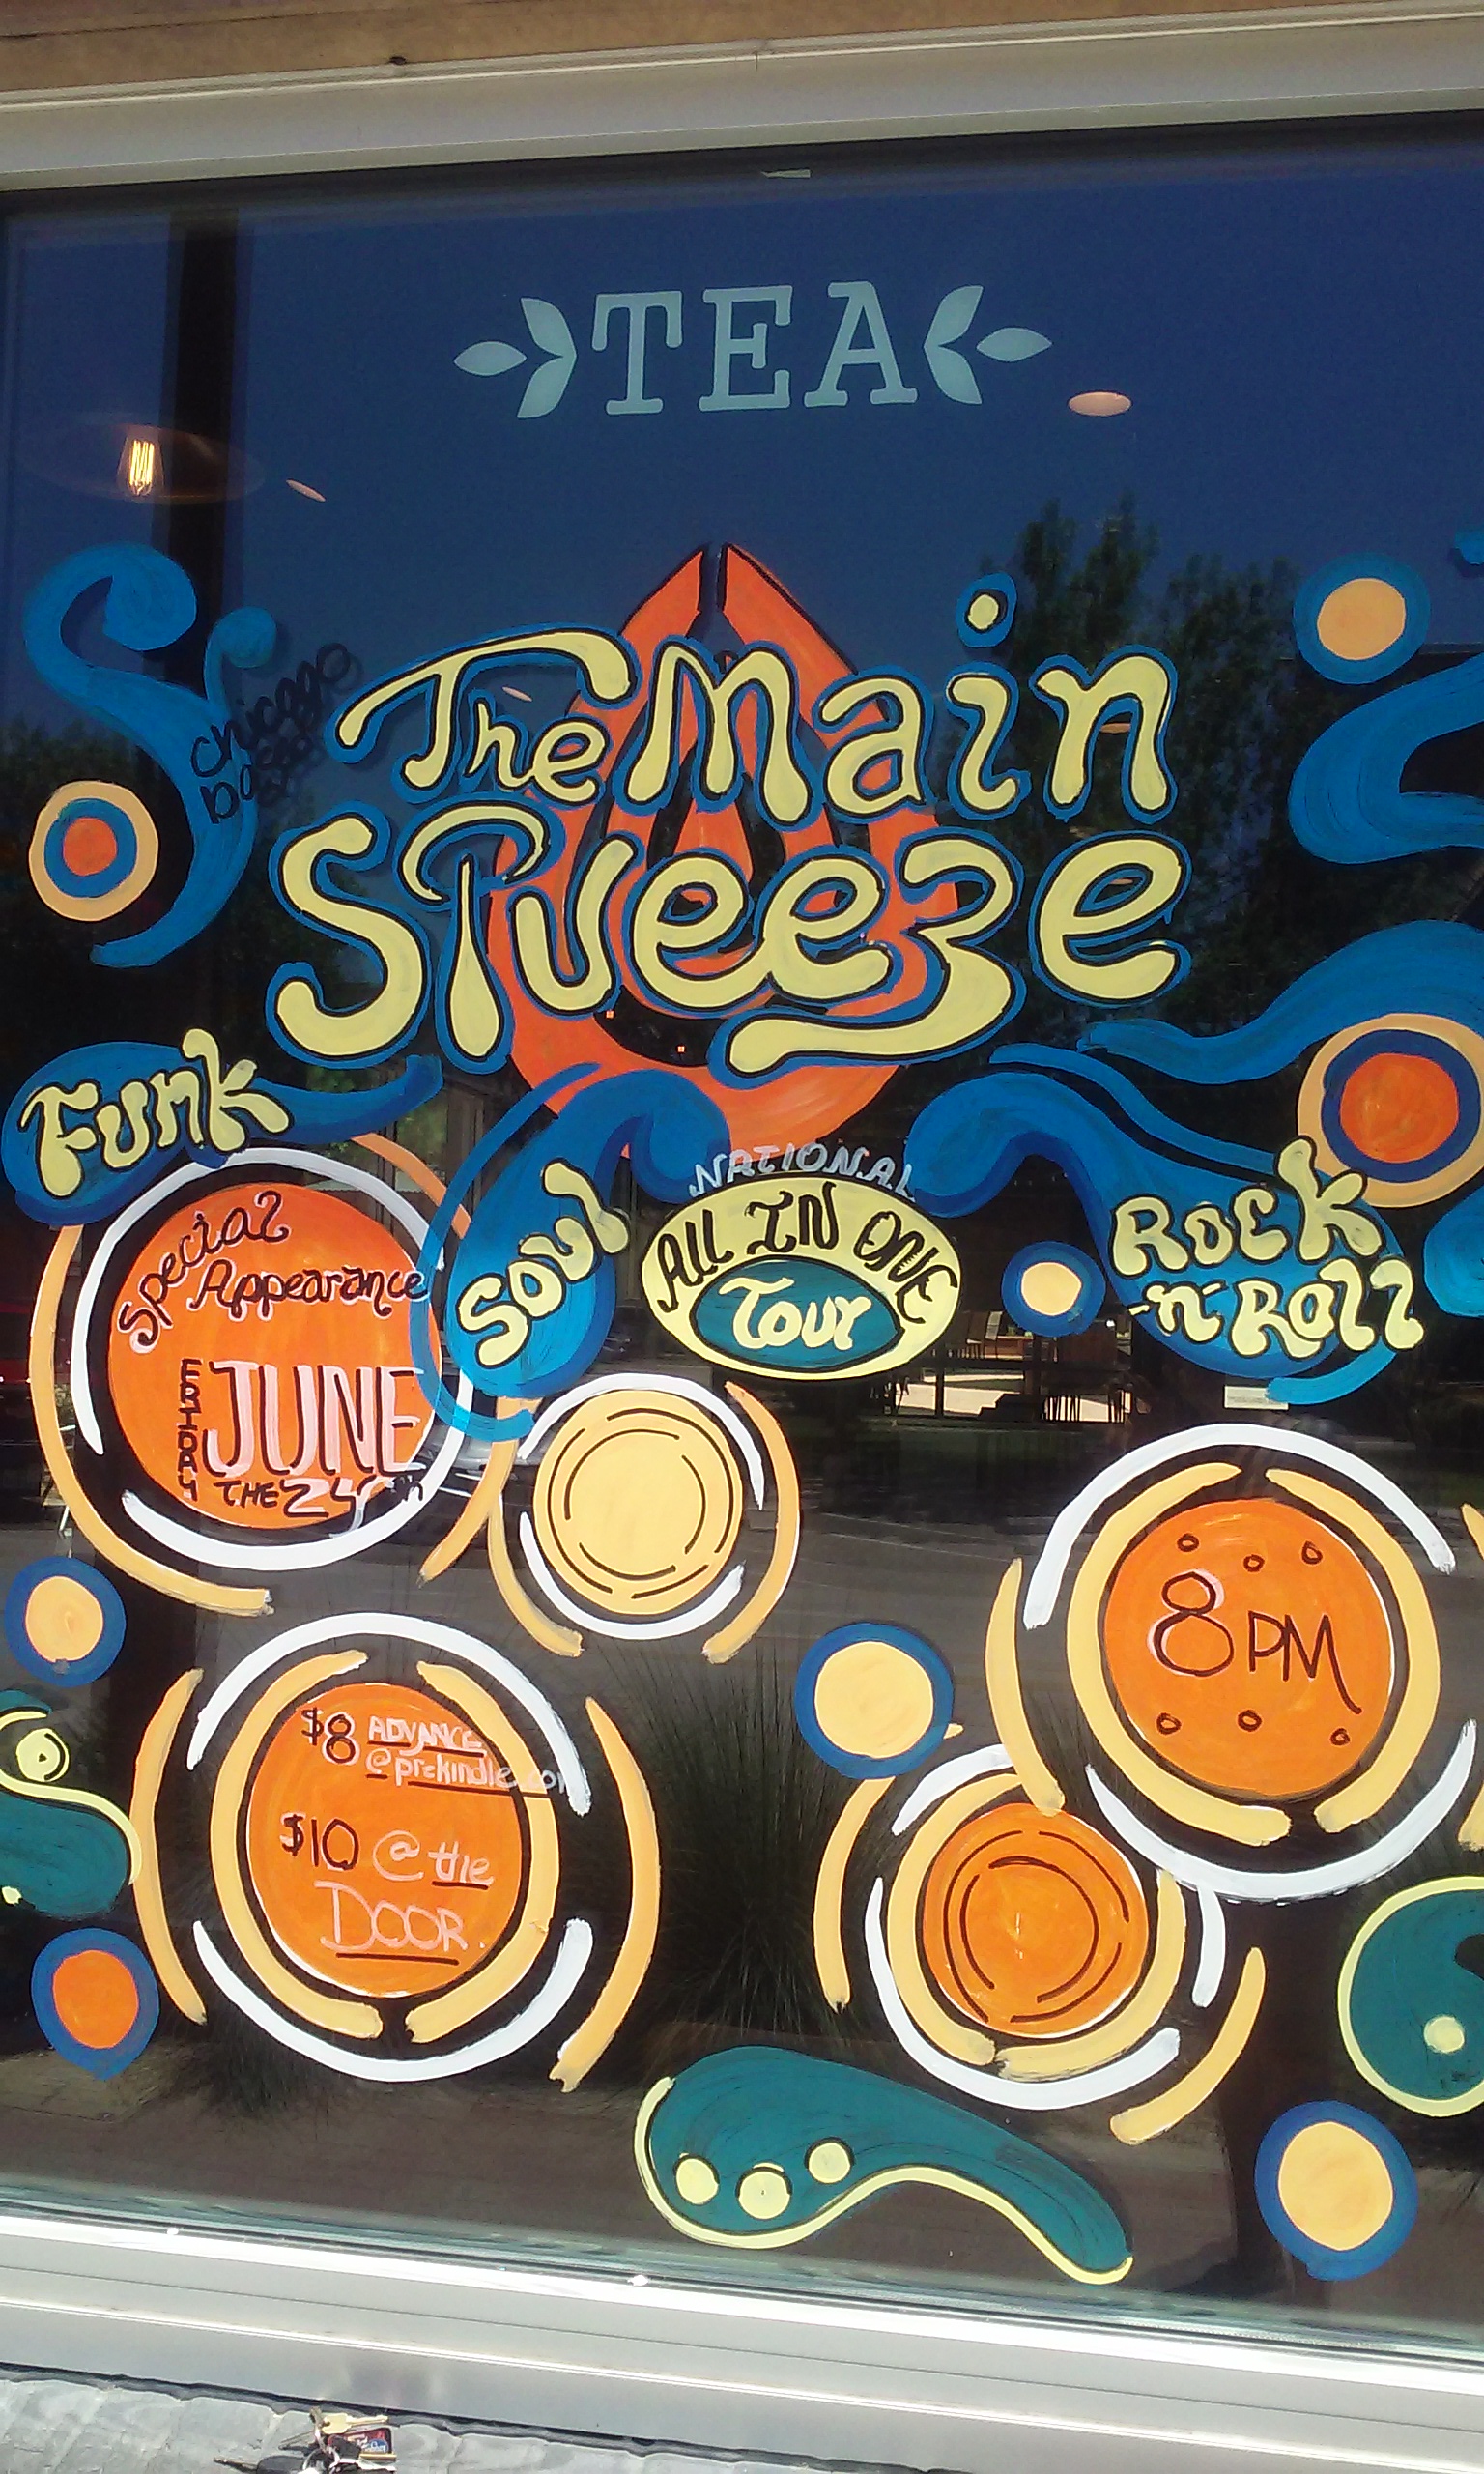 TEA
chicago
based
The Main
SQueeze
Funk
Soul
NATIONAL
ALL IN ONE
Tour
ROCK
-n-Roll
Special
Appearance
FRIDAY
JUNE
THE 24th
8 PM
$8 ADVANCE
@prekindle.com
$10 @ the
DOOR.